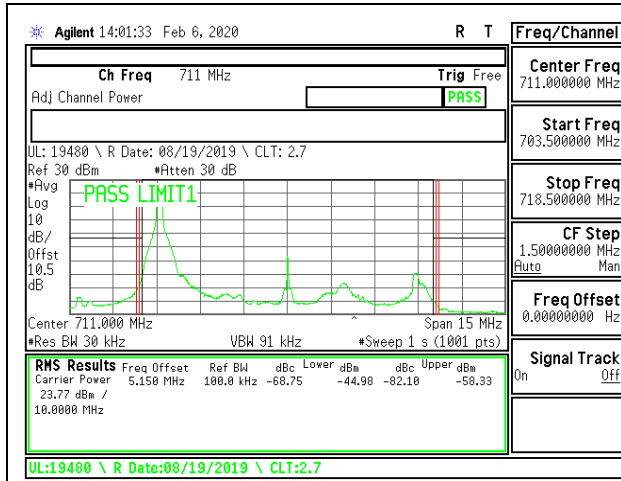 Agilent 14:01:33 Feb 6, 2020 R T
Freq/Channel
Ch Freq 711 MHz Trig Free
Adj Channel Power PASS
Center Freq
711.000000 MHz
Start Freq
703.500000 MHz
Stop Freq
718.500000 MHz
CF Step
1.50000000 MHz
Auto Man
Freq Offset
0.00000000 Hz
Signal Track
On Off
UL: 19480 \ R Date: 08/19/2019 \ CLT: 2.7
Ref 30 dBm #Atten 30 dB
#Avg
Log
10
dB/
Offst
10.5
dB
PASS LIMIT1
Center 711.000 MHz Span 15 MHz
#Res BW 30 kHz VBW 91 kHz #Sweep 1 s (1001 pts)
RMS Results Freq Offset Ref BW dBc Lower dBm dBc Upper dBm
Carrier Power 5.150 MHz 100.0 kHz -68.75 -44.98 -82.10 -58.33
23.77 dBm /
10.0000 MHz
UL:19480 \ R Date:08/19/2019 \ CLT:2.7